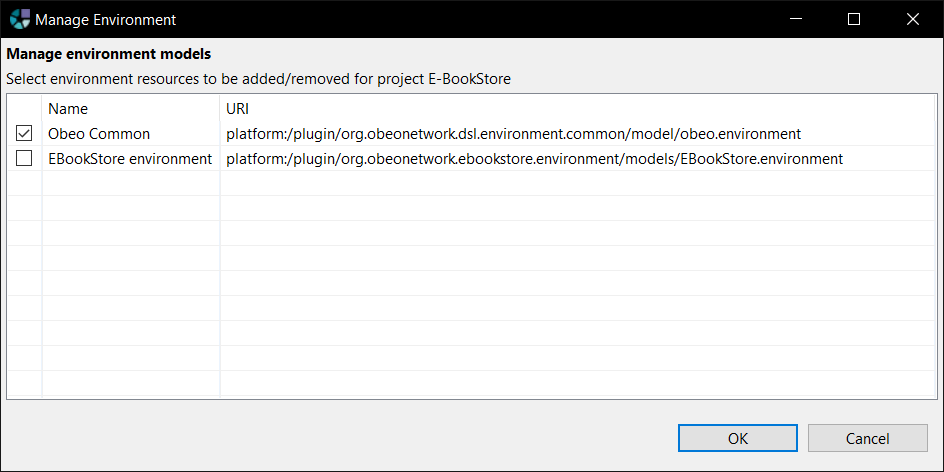 Manage Environment
Manage environment models
Select environment resources to be added/removed for project E-BookStore
Name URI
Obeo Common platform:/plugin/org.obeonetwork.dsl.environment.common/model/obeo.environment
EBookStore environment platform:/plugin/org.obeonetwork.ebookstore.environment/models/EBookStore.environment
OK Cancel